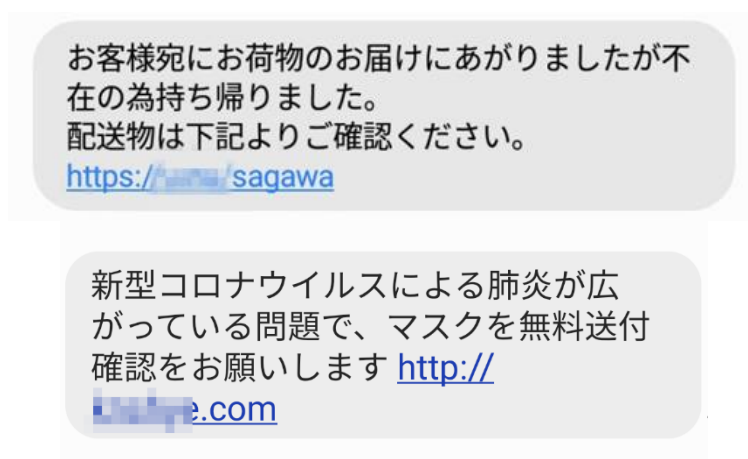 お客様宛にお荷物のお届けにあがりましたが不
在の為持ち帰りました。
配送物は下記よりご確認ください。
https:// /sagawa
新型コロナウイルスによる肺炎が広
がっている問題で、マスクを無料送付
確認をお願いします http://
.com